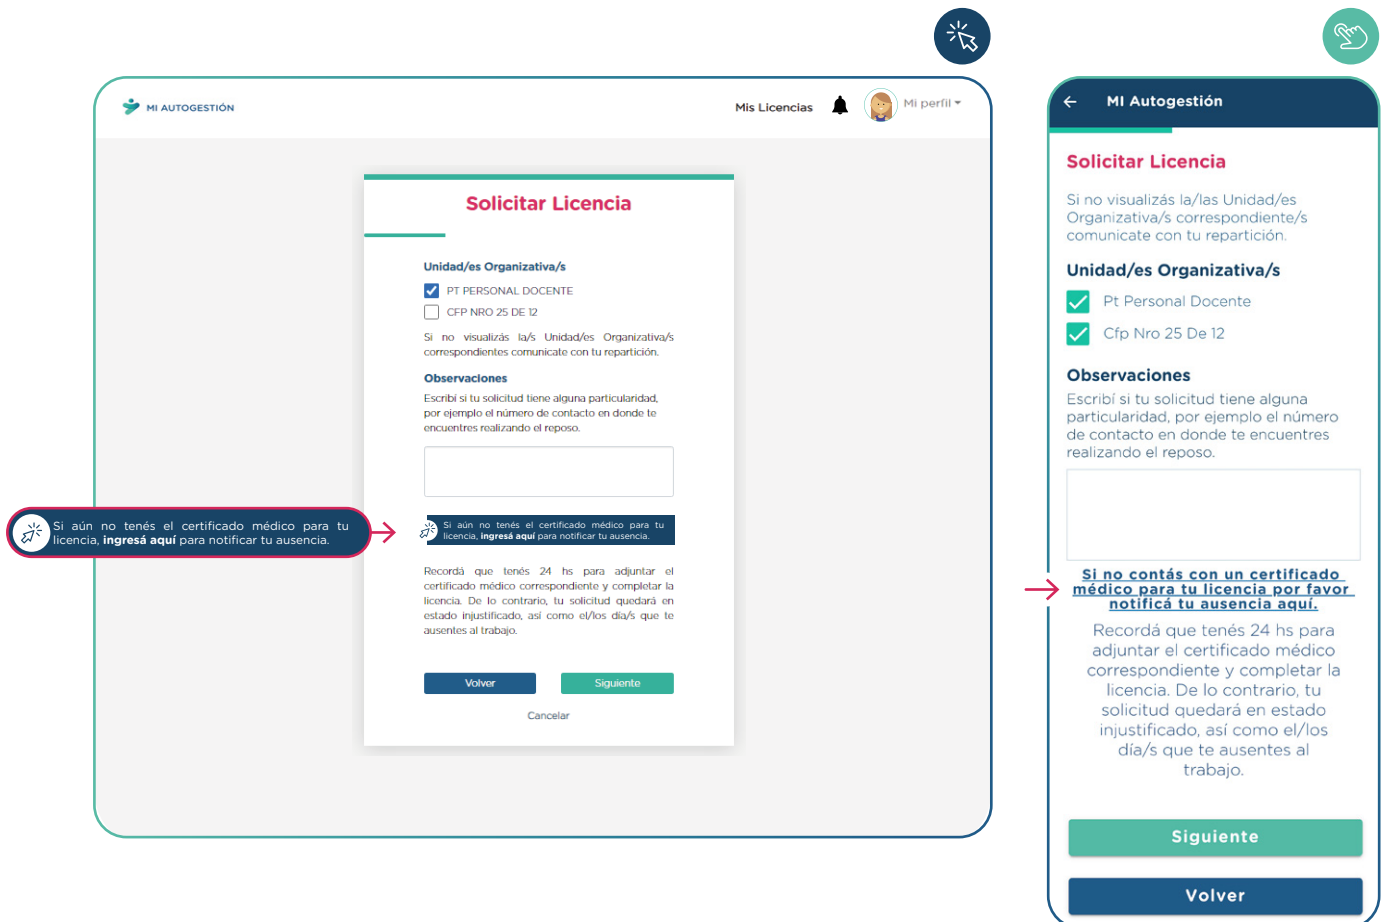 MI AUTOGESTIÓN
Mis Licencias
Mi perfil
Solicitar Licencia
Unidad/es Organizativa/s
PT PERSONAL DOCENTE
CFP NRO 25 DE 12
Si no visualizás la/s Unidad/es Organizativa/s
correspondientes comunicate con tu repartición.
Observaciones
Escribí si tu solicitud tiene alguna particularidad,
por ejemplo el número de contacto en donde te
encuentres realizando el reposo.
Si aún no tenés el certificado médico para tu
licencia, ingresá aquí para notificar tu ausencia.
Si aún no tenés el certificado médico para tu
licencia, ingresá aquí para notificar tu ausencia.
Recordá que tenés 24 hs para adjuntar el
certificado médico correspondiente y completar la
licencia. De lo contrario, tu solicitud quedará en
estado injustificado, así como el/los día/s que te
ausentes al trabajo.
Volver
Siguiente
Cancelar
MI Autogestión
Solicitar Licencia
Si no visualizás la/las Unidad/es
Organizativa/s correspondiente/s
comunicate con tu repartición.
Unidad/es Organizativa/s
Pt Personal Docente
Cfp Nro 25 De 12
Observaciones
Escribí si tu solicitud tiene alguna
particularidad, por ejemplo el número
de contacto en donde te encuentres
realizando el reposo.
Si no contás con un certificado
médico para tu licencia por favor
notificá tu ausencia aquí.
Recordá que tenés 24 hs para
adjuntar el certificado médico
correspondiente y completar la
licencia. De lo contrario, tu
solicitud quedará en estado
injustificado, así como el/los
día/s que te ausentes al
trabajo.
Siguiente
Volver